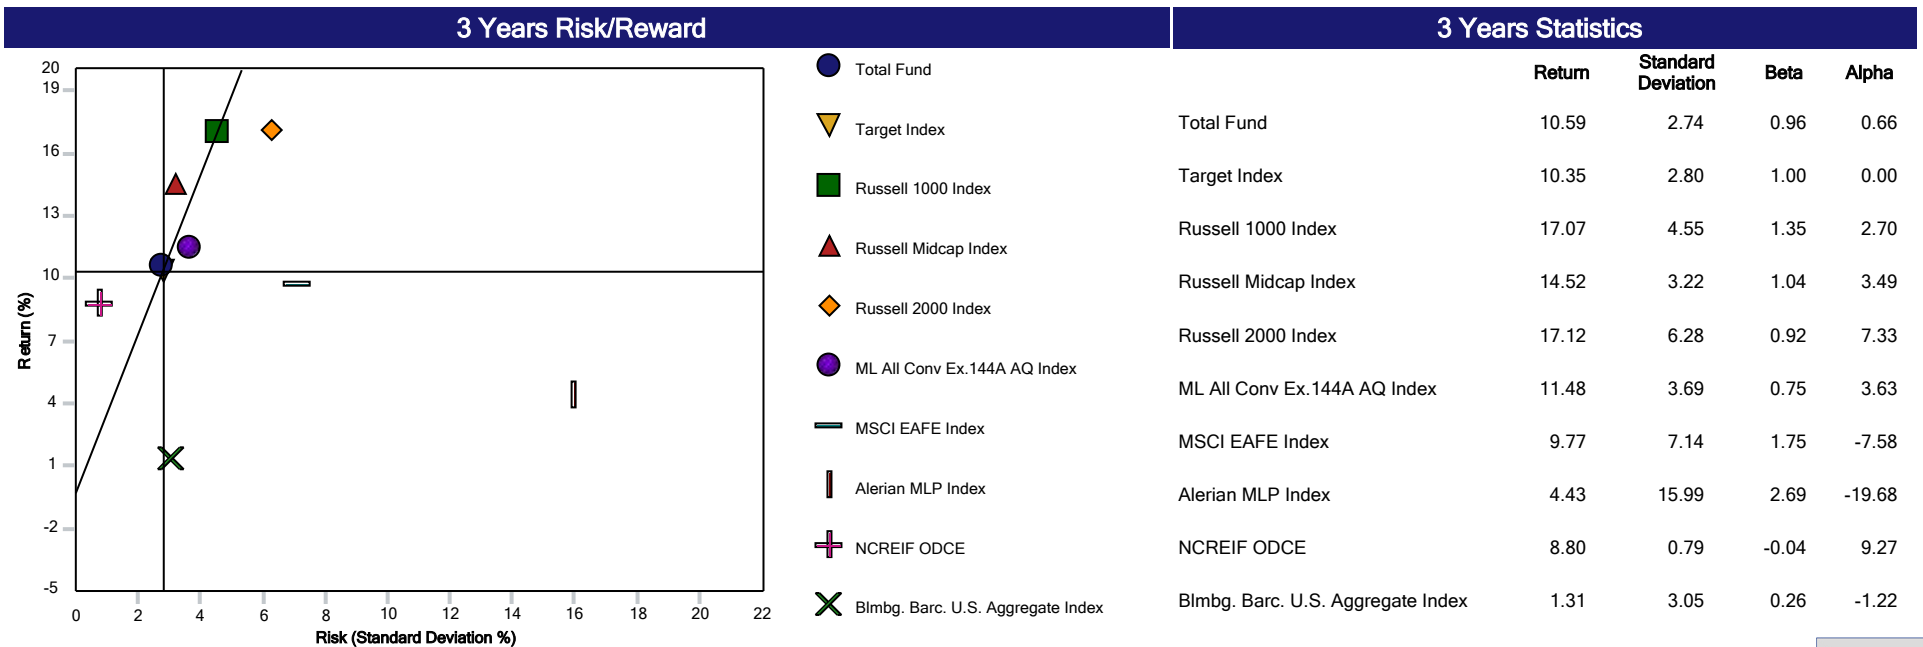 3 Years Risk/Reward
20
19
16
13
10
7
4
1
-2
-5
Return (%)
0 2 4 6 8 10 12 14 16 18 20 22
Risk (Standard Deviation %)
Total Fund
Target Index
Russell 1000 Index
Russell Midcap Index
Russell 2000 Index
ML All Conv Ex.144A AQ Index
MSCI EAFE Index
Alerian MLP Index
NCREIF ODCE
Blmbg. Barc. U.S. Aggregate Index
3 Years Statistics
Return Standard Deviation Beta Alpha
Total Fund 10.59 2.74 0.96 0.66
Target Index 10.35 2.80 1.00 0.00
Russell 1000 Index 17.07 4.55 1.35 2.70
Russell Midcap Index 14.52 3.22 1.04 3.49
Russell 2000 Index 17.12 6.28 0.92 7.33
ML All Conv Ex.144A AQ Index 11.48 3.69 0.75 3.63
MSCI EAFE Index 9.77 7.14 1.75 -7.58
Alerian MLP Index 4.43 15.99 2.69 -19.68
NCREIF ODCE 8.80 0.79 -0.04 9.27
Blmbg. Barc. U.S. Aggregate Index 1.31 3.05 0.26 -1.22